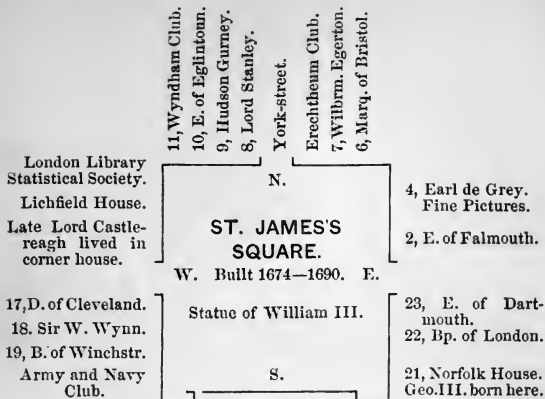 11, Wyndham Club.
10, E. of Eglintoun.
9, Hudson Gurney.
8, Lord Stanley.
York-street.
Erechtheum Club.
7, Wilbrm. Egerton.
6, Marq. of Bristol.
London Library
Statistical Society.
Lichfield House.
Late Lord Castle-
reagh lived in
corner house.
N.
ST. JAMES'S
SQUARE.
W. Built 1674—1690. E.
4, Earl de Grey.
Fine Pictures.
2, E. of Falmouth.
17, D. of Cleveland.
18. Sir W. Wynn.
19, B. of Winchstr.
Army and Navy
Club.
Statue of William III.
S.
23, E. of Dart-
mouth.
22, Bp. of London.
21, Norfolk House.
Geo. III. born here.